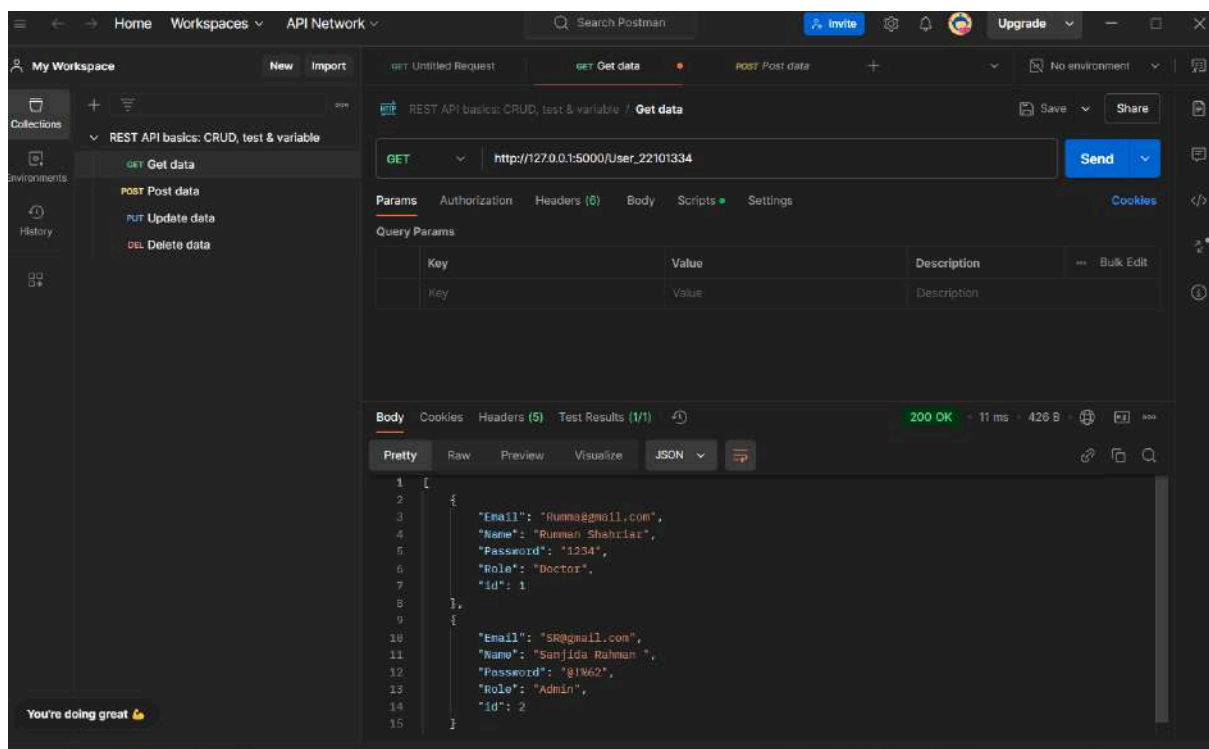 Home Workspaces API Network Search Postman Invite Upgrade
My Workspace New Import GET Untitled Request GET Get data POST Post data No environment
Collections REST API basics: CRUD, test & variable / Get data Save Share
REST API basics: CRUD, test & variable
GET Get data GET http://127.0.0.1:5000/User_22101334 Send
Environments
POST Post data
Params Authorization Headers (6) Body Scripts Settings Cookies
PUT Update data
History
Query Params
DEL Delete data
Key Value Description Bulk Edit
Key Value Description
Body Cookies Headers (5) Test Results (1/1) 200 OK 11 ms 426 B
Pretty Raw Preview Visualize JSON
1 [
2 {
3 "Email": "Rumma@gmail.com",
4 "Name": "Rumman Shahriar",
5 "Password": "1234",
6 "Role": "Doctor",
7 "id": 1
8 },
9 {
10 "Email": "SR@gmail.com",
11 "Name": "Sanjida Rahman ",
12 "Password": "@!%62",
13 "Role": "Admin",
14 "id": 2
15 }
You're doing great